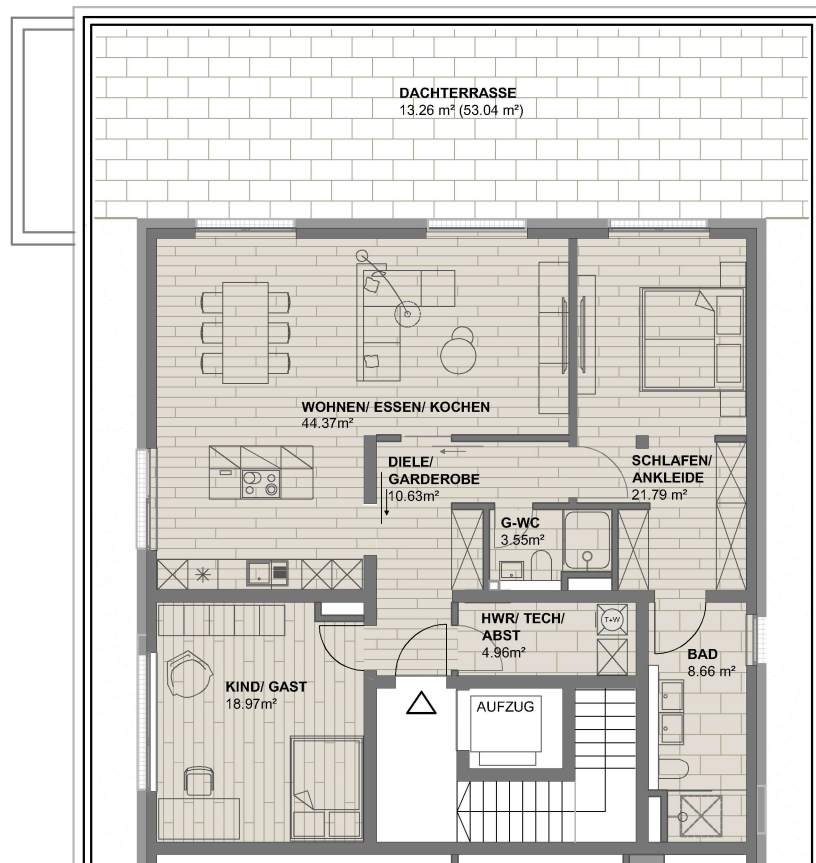 DACHTERRASSE
13.26 m² (53.04 m²)
WOHNEN/ ESSEN/ KOCHEN
44.37m²
DIELE/
GARDEROBE
10.63m²
SCHLAFEN/
ANKLEIDE
21.79 m²
G-WC
3.55m²
HWR/ TECH/
ABST
4.96m²
T+W
BAD
8.66 m²
KIND/ GAST
18.97m²
AUFZUG